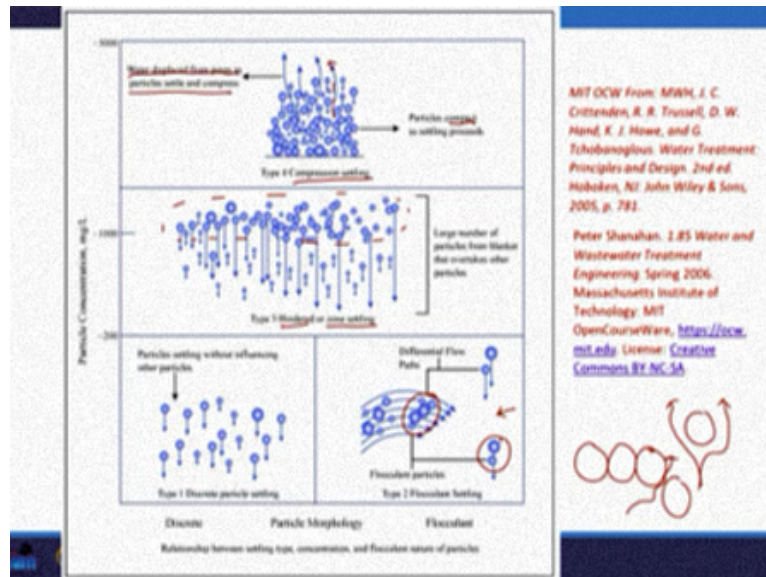 ~3000
Water displaced from pores as
particles settle and compress
Particles compact
as settling proceeds
Type 4 Compression settling
Particle Concentration, mg/L
~1000
Large number of
particles from blanket
that overtakes other
particles
Type 3 Hindered or zone settling
~200
Particles settling without influencing
other particles
Differential Flow
Paths
Flocculant particles
Type 1 Discrete particle settling
Type 2 Flocculant Settling
Discrete
Particle Morphology
Flocculant
Relationship between settling type, concentration, and Flocculent nature of particles
MIT OCW From: MWH, J. C.
Crittenden, R. R. Trussell, D. W.
Hand, K. J. Howe, and G.
Tchobanoglous. Water Treatment:
Principles and Design. 2nd ed.
Hoboken, NJ: John Wiley & Sons,
2005, p. 781.
Peter Shanahan. 1.85 Water and
Wastewater Treatment
Engineering. Spring 2006.
Massachusetts Institute of
Technology: MIT
OpenCourseWare, https://ocw.
mit.edu. License: Creative
Commons BY-NC-SA.